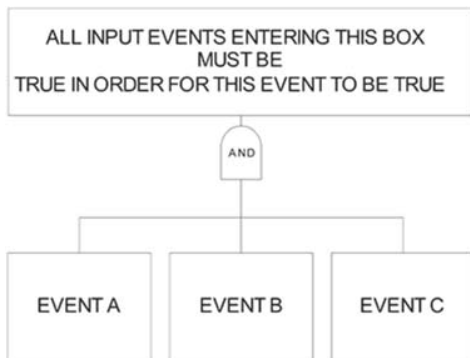 ALL INPUT EVENTS ENTERING THIS BOX
MUST BE
TRUE IN ORDER FOR THIS EVENT TO BE TRUE
AND
EVENT A
EVENT B
EVENT C